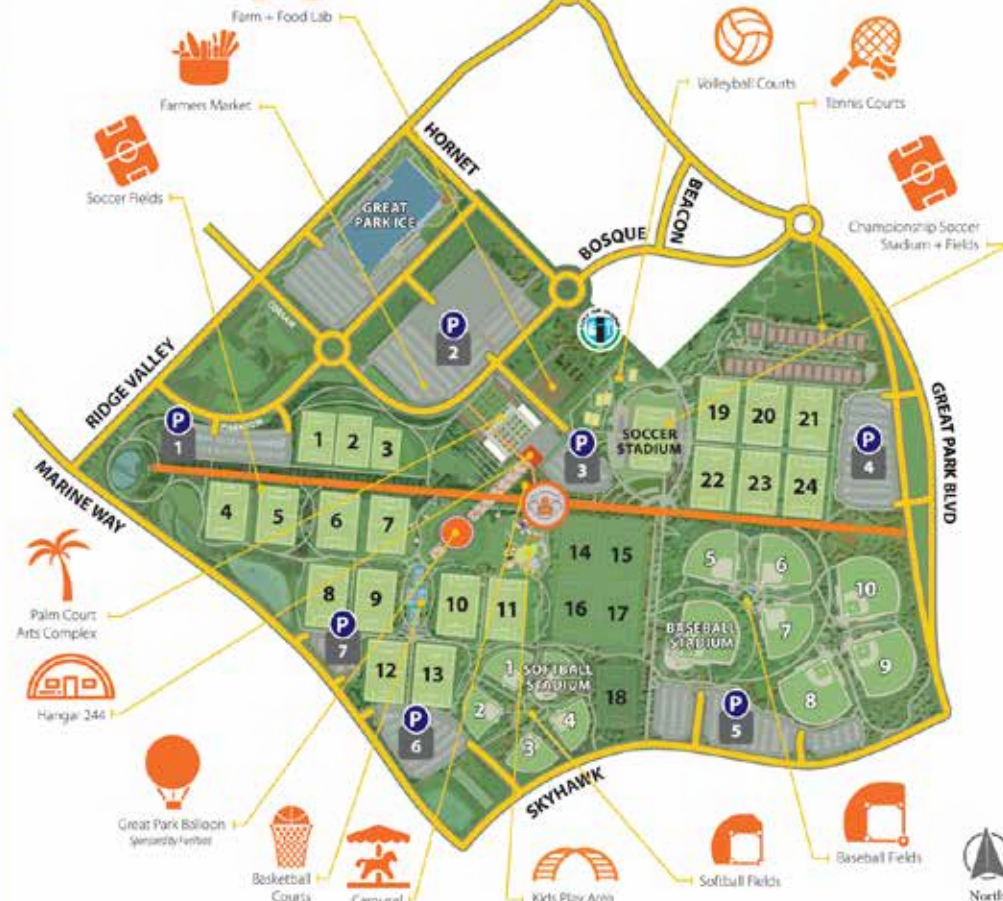 Farm + Food Lab
Farmers Market
Soccer Fields
Volleyball Courts
Tennis Courts
Championship Soccer
Stadium + Fields
HORNET
BEACON
BOSQUE
GREAT
PARK ICE
CORSAIR
RIDGE VALLEY
MARINE WAY
GREAT PARK BLVD
SKYHAWK
P
1
P
2
P
3
P
4
P
5
P
6
P
7
SOCCER
STADIUM
1
2
3
4
5
6
7
8
9
10
11
12
13
14
15
16
17
18
19
20
21
22
23
24
BASEBALL
STADIUM
5
6
7
8
9
10
SOFTBALL
STADIUM
1
2
3
4
Palm Court
Arts Complex
Hangar 244
Great Park Balloon
Basketball
Courts
Carousel
Kids Play Area
Softball Fields
Baseball Fields
North